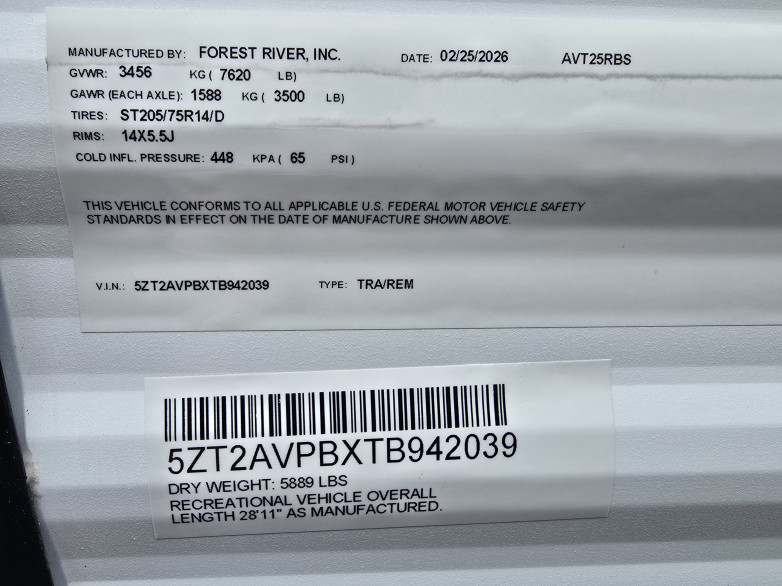 MANUFACTURED BY: FOREST RIVER, INC. DATE: 02/25/2026 AVT25RBS
GVWR: 3456 KG ( 7620 LB)
GAWR (EACH AXLE): 1588 KG ( 3500 LB)
TIRES: ST205/75R14/D
RIMS: 14X5.5J
COLD INFL. PRESSURE: 448 KPA ( 65 PSI )
THIS VEHICLE CONFORMS TO ALL APPLICABLE U.S. FEDERAL MOTOR VEHICLE SAFETY
STANDARDS IN EFFECT ON THE DATE OF MANUFACTURE SHOWN ABOVE.
V.I.N.: 5ZT2AVPBXTB942039 TYPE: TRA/REM
5ZT2AVPBXTB942039
DRY WEIGHT: 5889 LBS
RECREATIONAL VEHICLE OVERALL
LENGTH 28'11" AS MANUFACTURED.